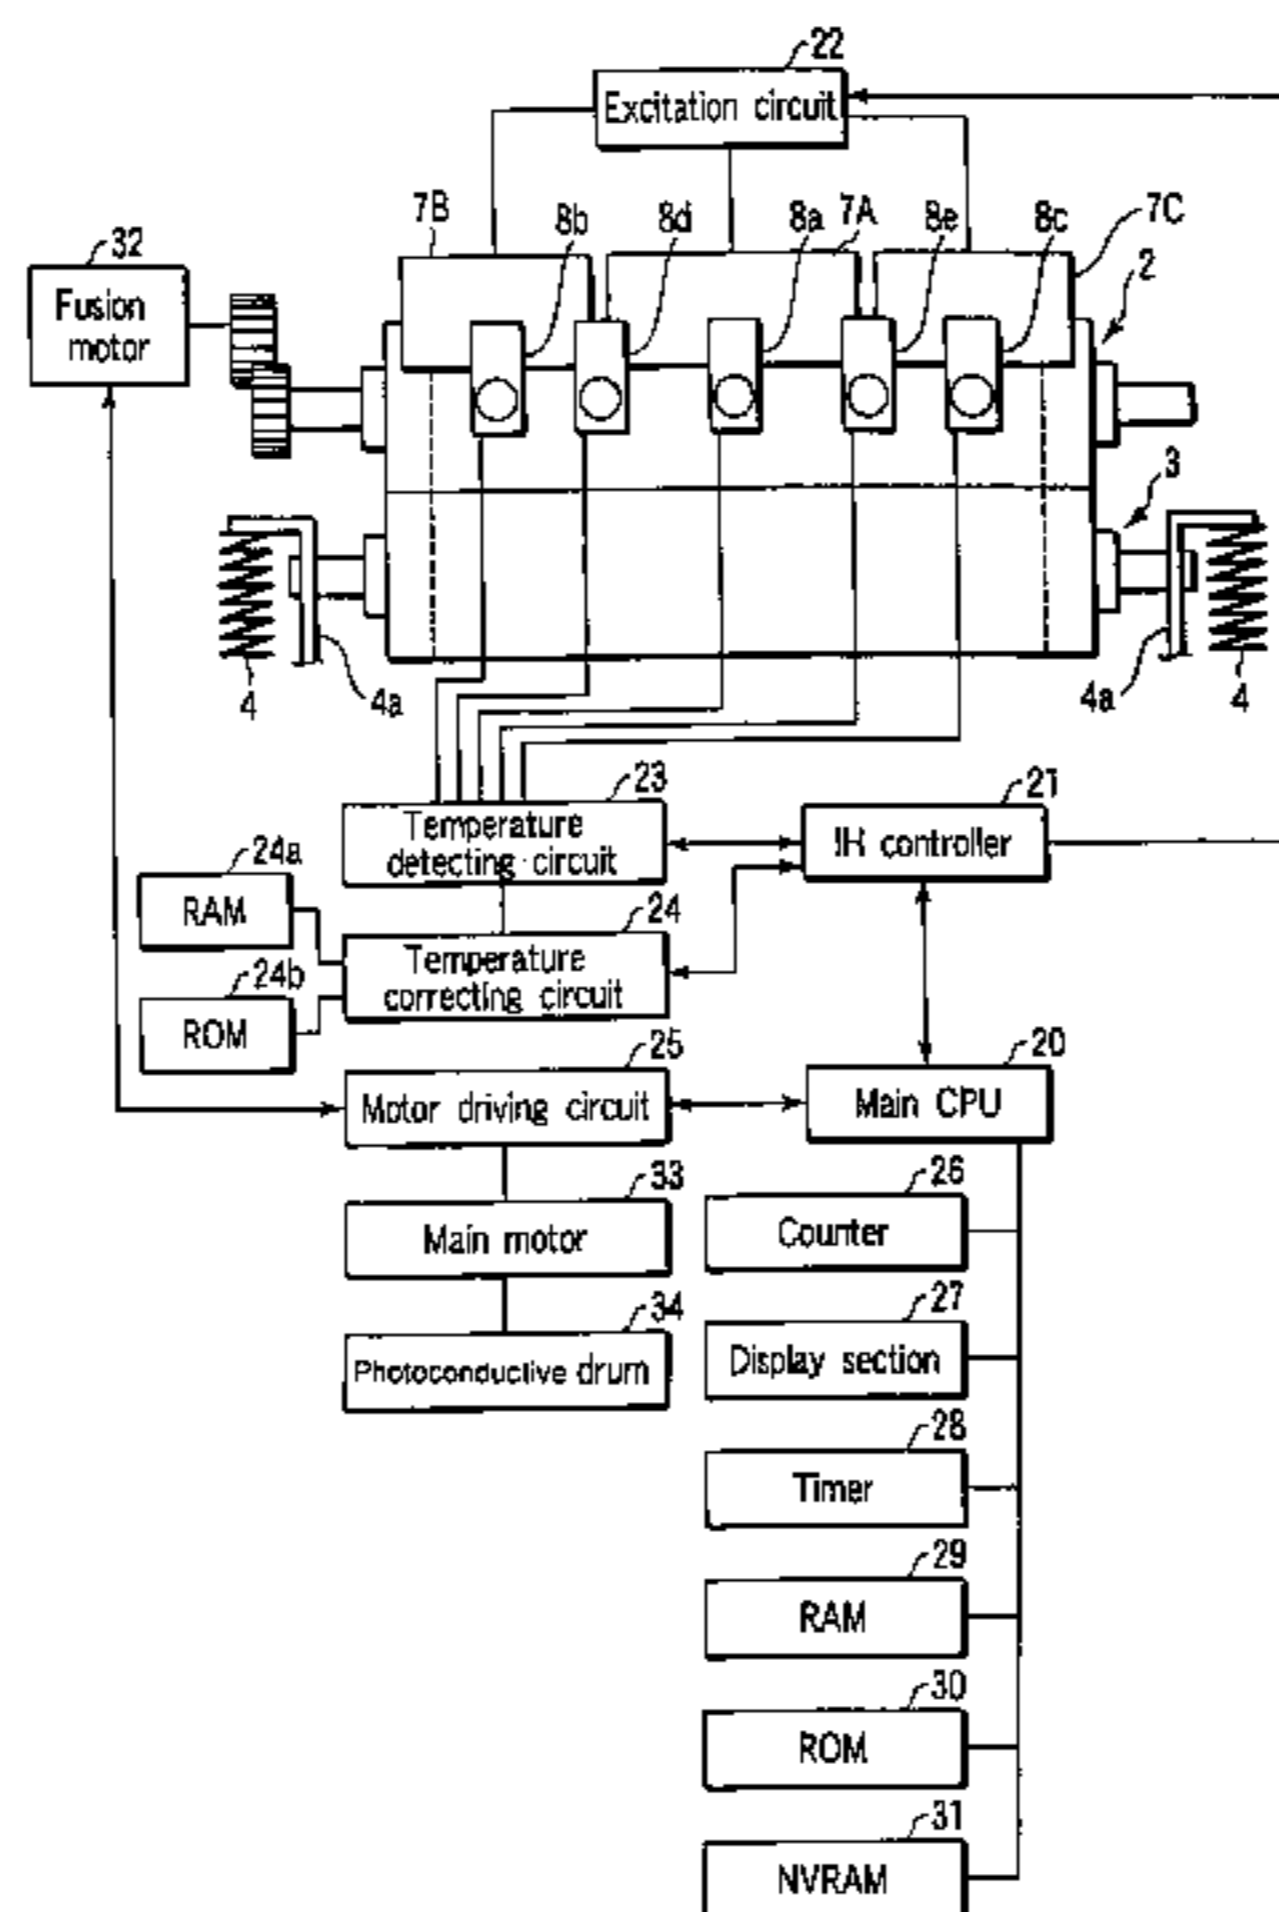 22
Excitation circuit
7B
8b
8d
8a
7A
8e
8c
7C
2
32
Fusion
motor
3
4
4a
4a
4
23
Temperature
detecting circuit
21
IH controller
24a
RAM
24
Temperature
correcting circuit
24b
ROM
25
Motor driving circuit
20
Main CPU
33
Main motor
26
Counter
34
Photoconductive drum
27
Display section
28
Timer
29
RAM
30
ROM
31
NVRAM